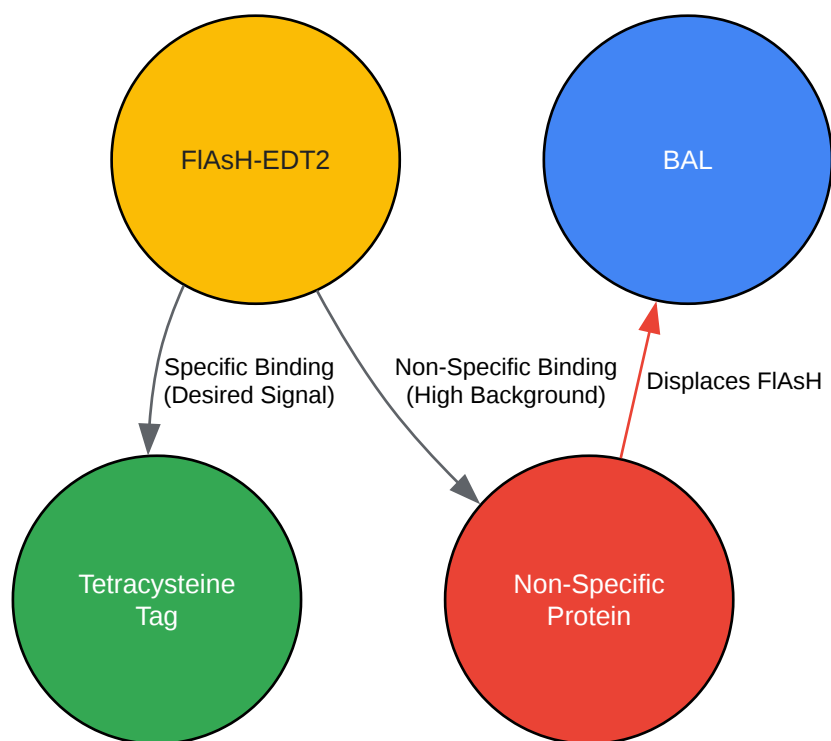 FlAsH-EDT2
BAL
Specific Binding
(Desired Signal)
Non-Specific Binding
(High Background)
Displaces FlAsH
Tetracysteine
Tag
Non-Specific
Protein